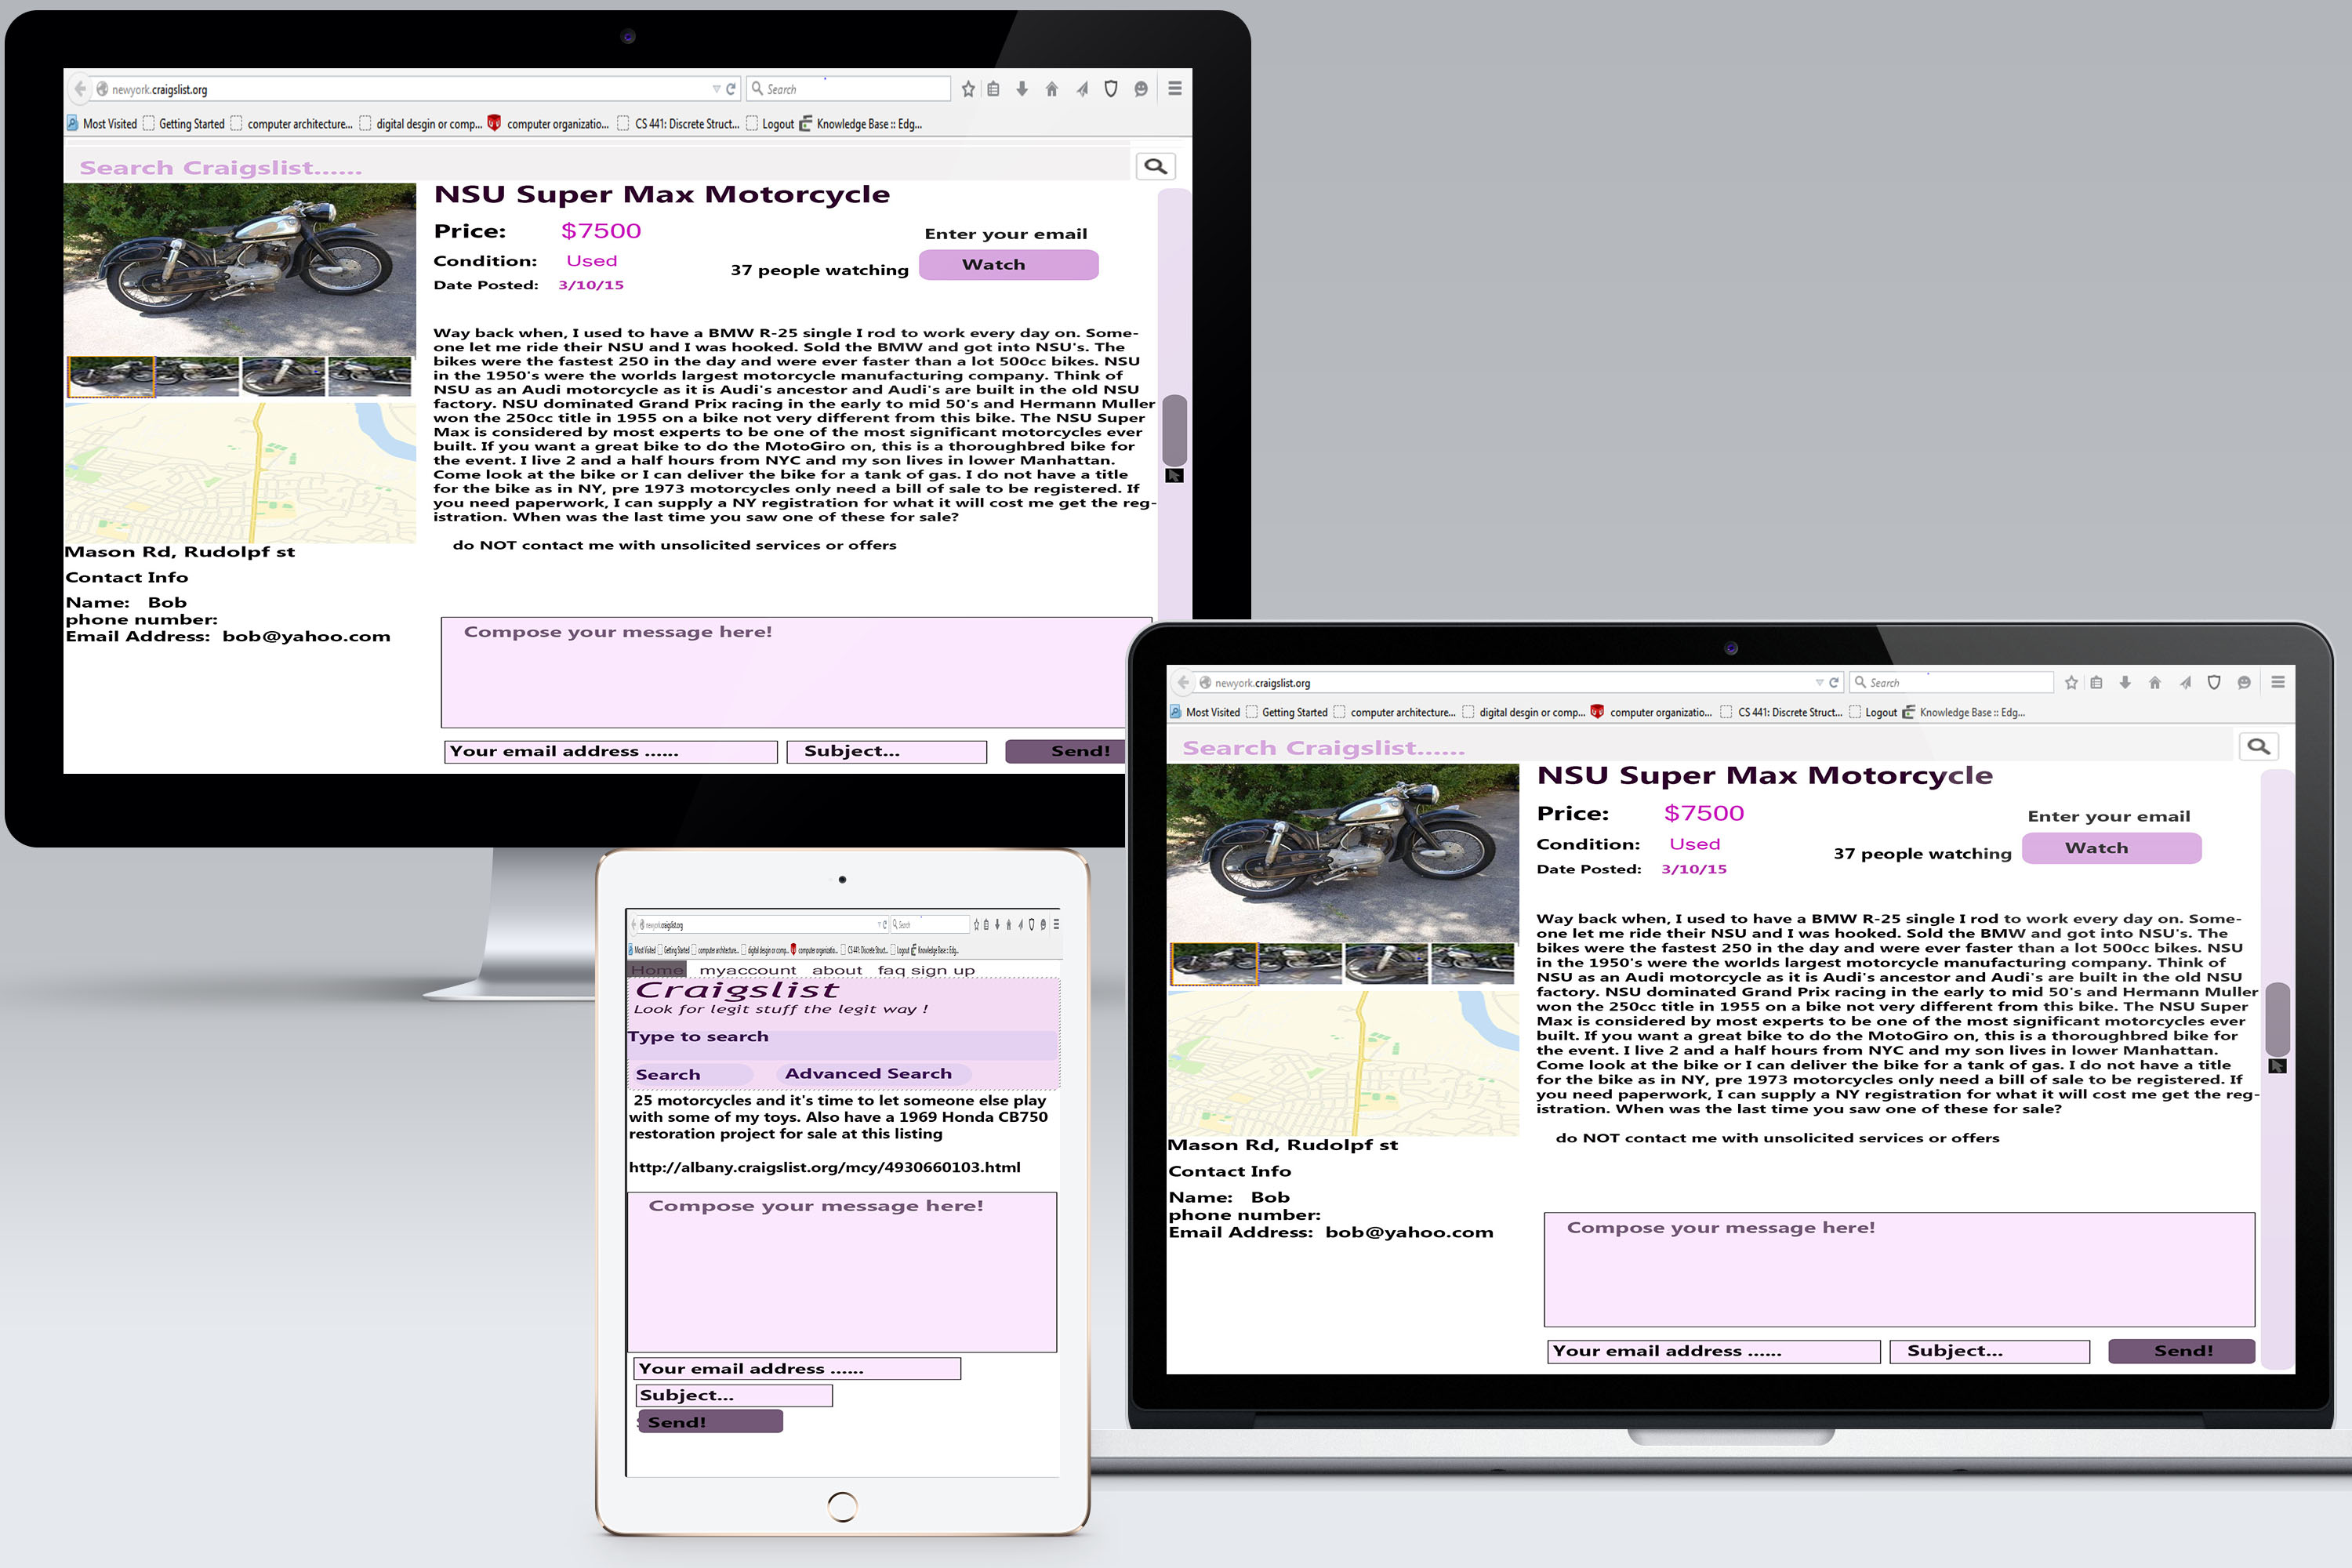 newyork.craigslist.org
Search
Most Visited Getting Started computer architecture... digital desgin or comp... computer organizatio... CS 441: Discrete Struct... Logout Knowledge Base :: Edg...
Search Craigslist......
NSU Super Max Motorcycle
Price: $7500
Enter your email
Condition: Used
37 people watching Watch
Date Posted: 3/10/15
Way back when, I used to have a BMW R-25 single I rod to work every day on. Some-
one let me ride their NSU and I was hooked. Sold the BMW and got into NSU's. The
bikes were the fastest 250 in the day and were ever faster than a lot 500cc bikes. NSU
in the 1950's were the worlds largest motorcycle manufacturing company. Think of
NSU as an Audi motorcycle as it is Audi's ancestor and Audi's are built in the old NSU
factory. NSU dominated Grand Prix racing in the early to mid 50's and Hermann Muller
won the 250cc title in 1955 on a bike not very different from this bike. The NSU Super
Max is considered by most experts to be one of the most significant motorcycles ever
built. If you want a great bike to do the MotoGiro on, this is a thoroughbred bike for
the event. I live 2 and a half hours from NYC and my son lives in lower Manhattan.
Come look at the bike or I can deliver the bike for a tank of gas. I do not have a title
for the bike as in NY, pre 1973 motorcycles only need a bill of sale to be registered. If
you need paperwork, I can supply a NY registration for what it will cost me get the reg-
istration. When was the last time you saw one of these for sale?
do NOT contact me with unsolicited services or offers
Mason Rd, Rudolpf st
Contact Info
Name: Bob
phone number:
Email Address: bob@yahoo.com
Compose your message here!
Your email address ......
Subject...
Send!
newyork.craigslist.org
Search
Most Visited Getting Started computer architecture... digital desgin or comp... computer organizatio... CS 441: Discrete Struct... Logout Knowledge Base :: Edg...
Home myaccount about faq sign up
Craigslist
Look for legit stuff the legit way !
Type to search
Search
Advanced Search
25 motorcycles and it's time to let someone else play
with some of my toys. Also have a 1969 Honda CB750
restoration project for sale at this listing
http://albany.craigslist.org/mcy/4930660103.html
Compose your message here!
Your email address ......
Subject...
Send!
newyork.craigslist.org
Search
Most Visited Getting Started computer architecture... digital desgin or comp... computer organizatio... CS 441: Discrete Struct... Logout Knowledge Base :: Edg...
Search Craigslist......
NSU Super Max Motorcycle
Price: $7500
Enter your email
Condition: Used
37 people watching Watch
Date Posted: 3/10/15
Way back when, I used to have a BMW R-25 single I rod to work every day on. Some-
one let me ride their NSU and I was hooked. Sold the BMW and got into NSU's. The
bikes were the fastest 250 in the day and were ever faster than a lot 500cc bikes. NSU
in the 1950's were the worlds largest motorcycle manufacturing company. Think of
NSU as an Audi motorcycle as it is Audi's ancestor and Audi's are built in the old NSU
factory. NSU dominated Grand Prix racing in the early to mid 50's and Hermann Muller
won the 250cc title in 1955 on a bike not very different from this bike. The NSU Super
Max is considered by most experts to be one of the most significant motorcycles ever
built. If you want a great bike to do the MotoGiro on, this is a thoroughbred bike for
the event. I live 2 and a half hours from NYC and my son lives in lower Manhattan.
Come look at the bike or I can deliver the bike for a tank of gas. I do not have a title
for the bike as in NY, pre 1973 motorcycles only need a bill of sale to be registered. If
you need paperwork, I can supply a NY registration for what it will cost me get the reg-
istration. When was the last time you saw one of these for sale?
do NOT contact me with unsolicited services or offers
Mason Rd, Rudolpf st
Contact Info
Name: Bob
phone number:
Email Address: bob@yahoo.com
Compose your message here!
Your email address ......
Subject...
Send!